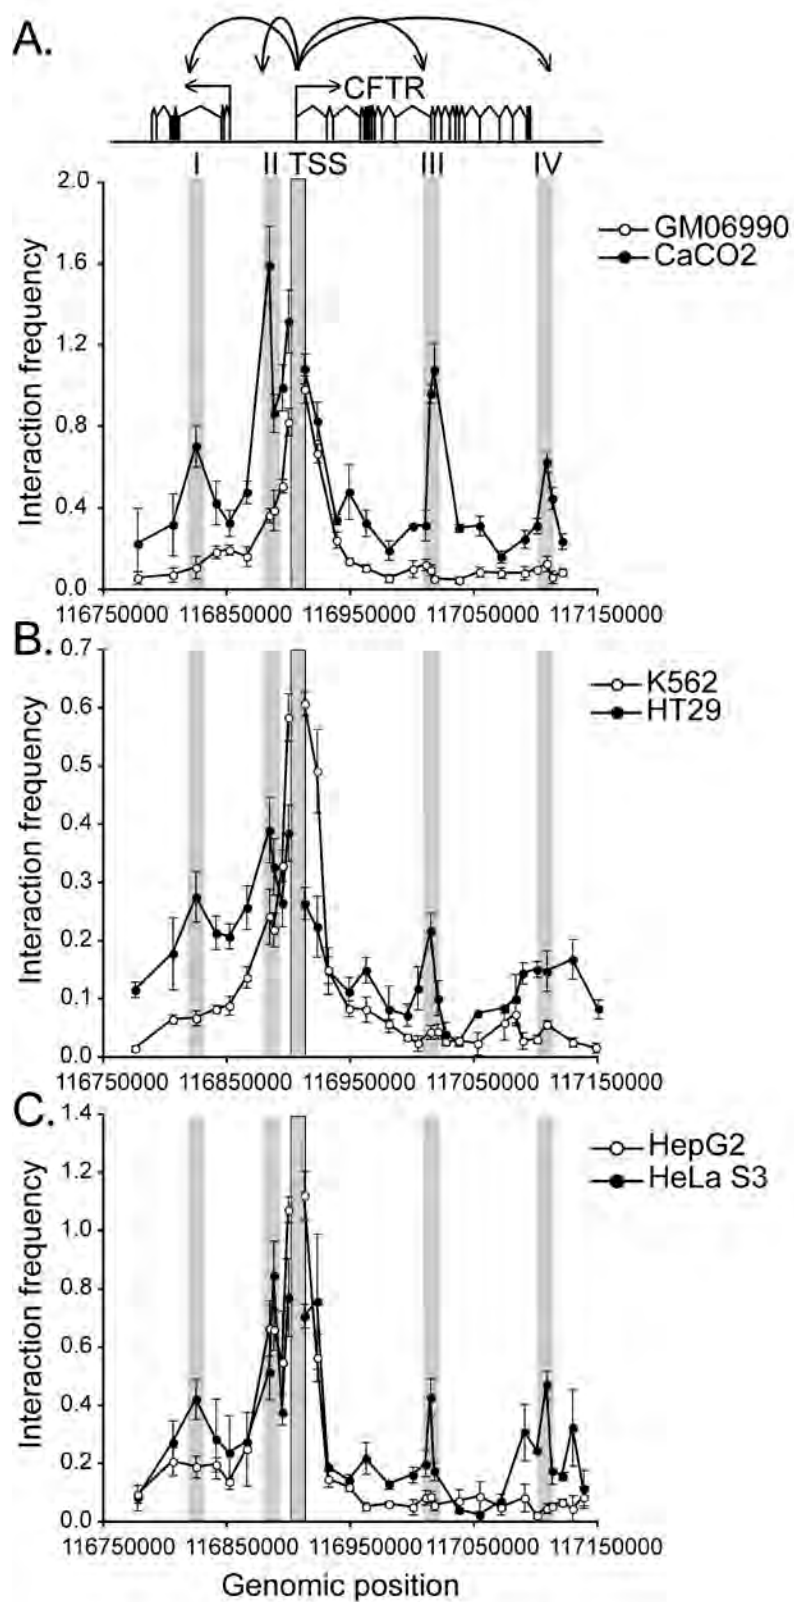 A.
CFTR
I II TSS III IV
2.0
1.6
1.2
0.8
0.4
0.0
Interaction frequency
GM06990
CaCO2
116750000 116850000 116950000 117050000 117150000
B.
0.7
0.6
0.5
0.4
0.3
0.2
0.1
0.0
Interaction frequency
K562
HT29
116750000 116850000 116950000 117050000 117150000
C.
1.4
1.2
1.0
0.8
0.6
0.4
0.2
0.0
Interaction frequency
HepG2
HeLa S3
116750000 116850000 116950000 117050000 117150000
Genomic position